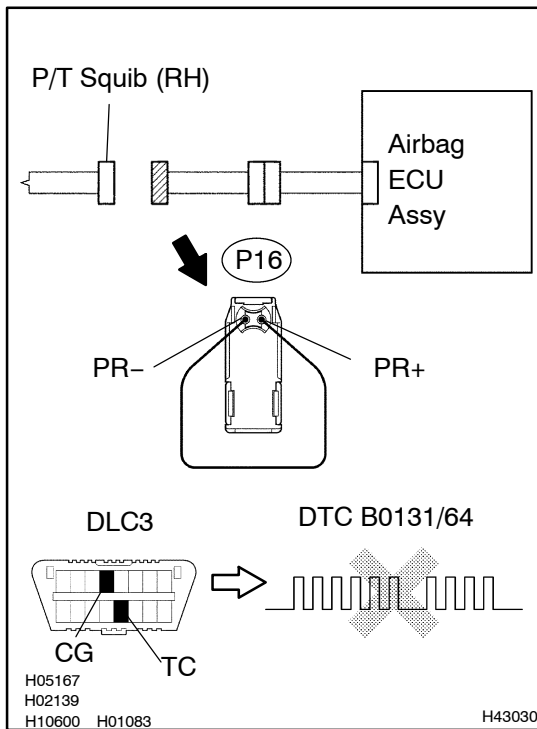 P/T Squib (RH)
Airbag
ECU
Assy
P16
PR−
PR+
DLC3
DTC B0131/64
CG
TC
H05167
H02139
H10600 H01083
H43030